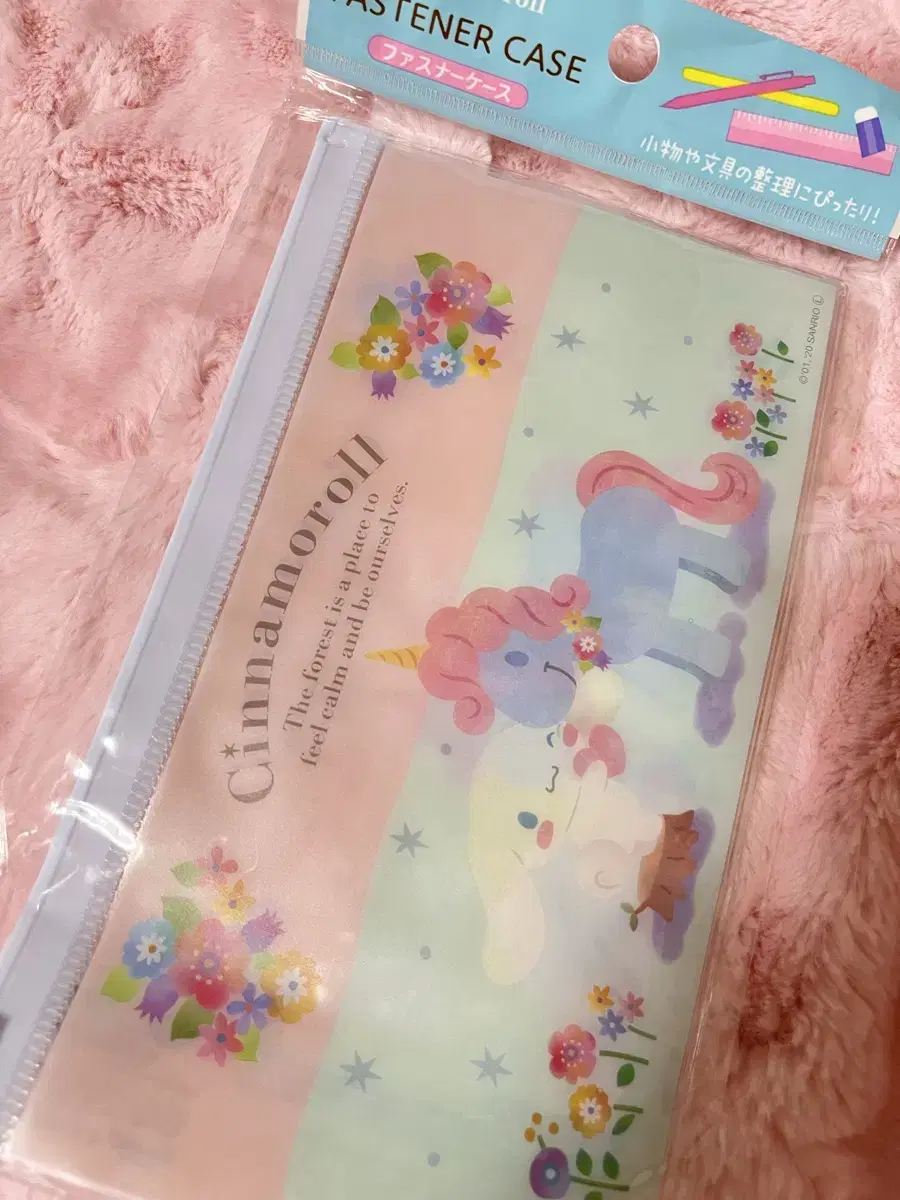 FASTENER CASE
ファスナーケース
小物や文具の整理にぴったり!
©'01,'20 SANRIO Ⓛ
Cinnamoroll
The forest is a place to
feel calm and be ourselves.